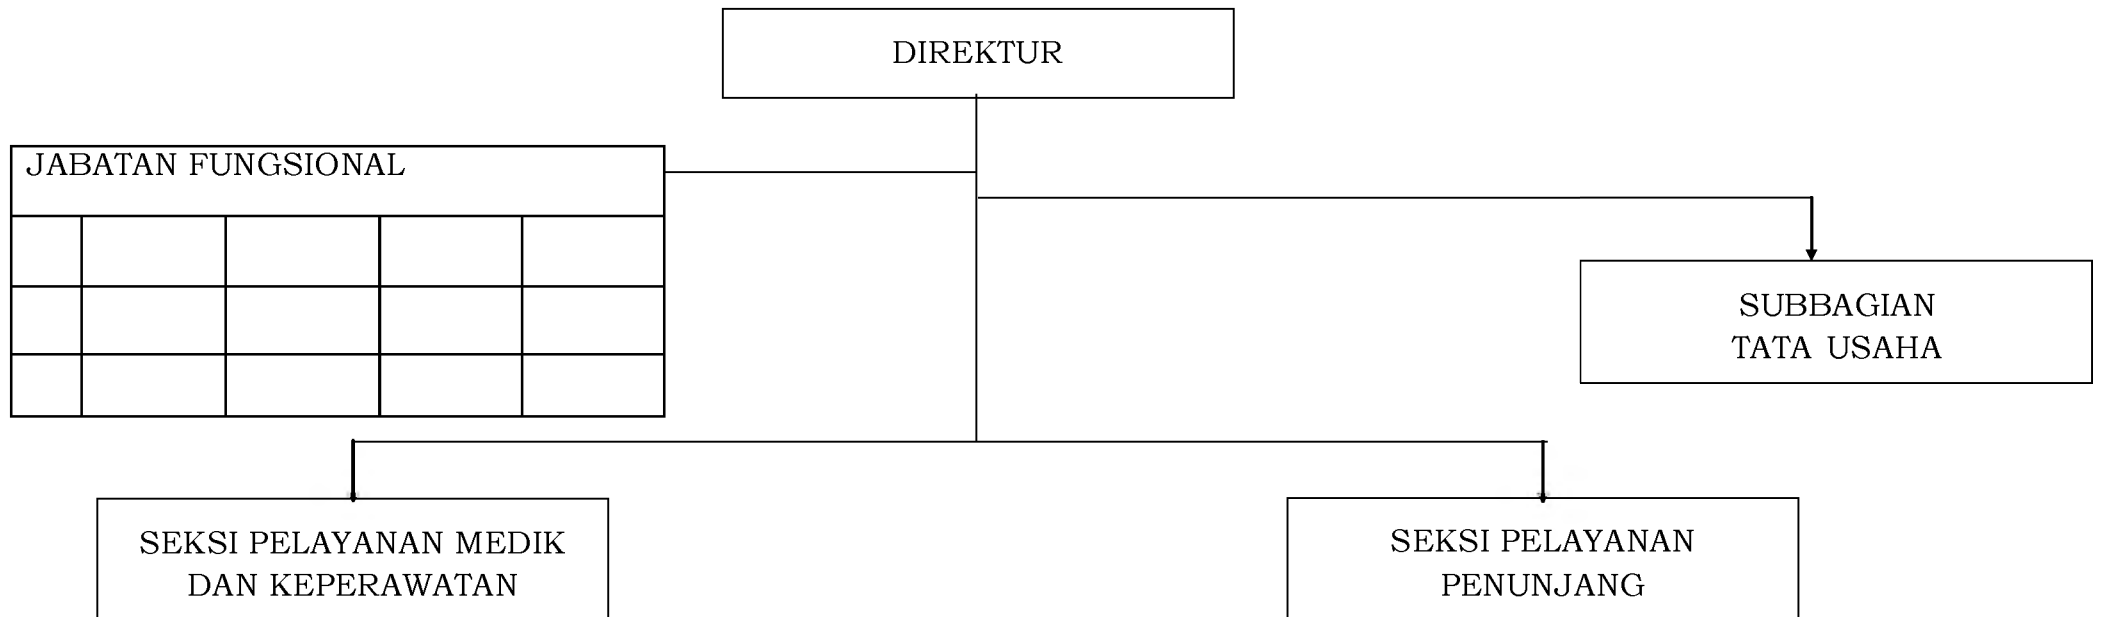 DIREKTUR
JABATAN FUNGSIONAL
SUBBAGIAN
TATA USAHA
SEKSI PELAYANAN MEDIK
DAN KEPERAWATAN
SEKSI PELAYANAN
PENUNJANG